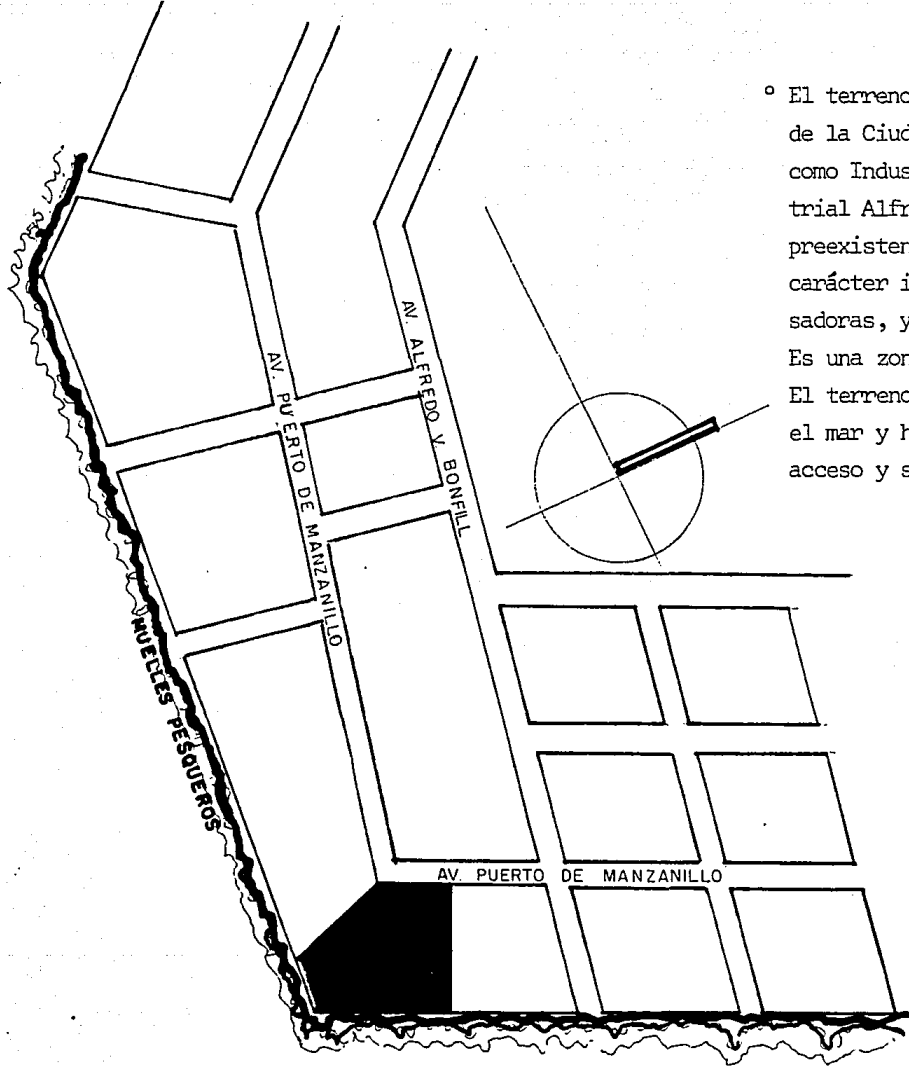 ° El terreno
de la Ciud
como Indus
trial Alfr
preexisten
carácter i
sadoras, y
Es una zon
El terreno
el mar y h
acceso y s
AV. ALFREDO V. BONFILL
AV. PUERTO DE MANZANILLO
MUELLES PESQUEROS
AV. PUERTO DE MANZANILLO